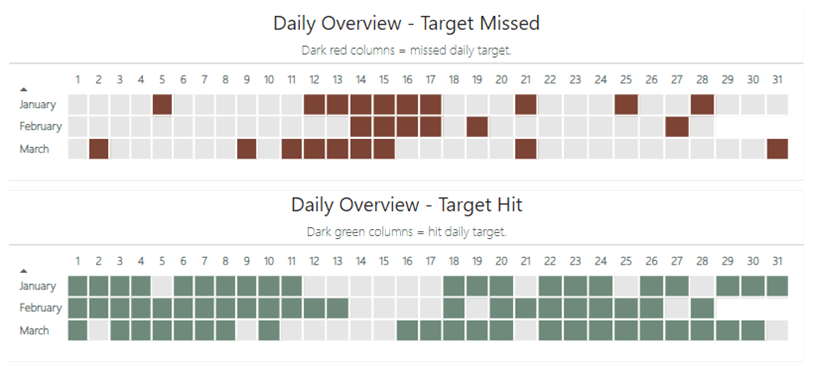 Daily Overview - Target Missed
Dark red columns = missed daily target.
1 2 3 4 5 6 7 8 9 10 11 12 13 14 15 16 17 18 19 20 21 22 23 24 25 26 27 28 29 30 31
January
February
March
Daily Overview - Target Hit
Dark green columns = hit daily target.
1 2 3 4 5 6 7 8 9 10 11 12 13 14 15 16 17 18 19 20 21 22 23 24 25 26 27 28 29 30 31
January
February
March